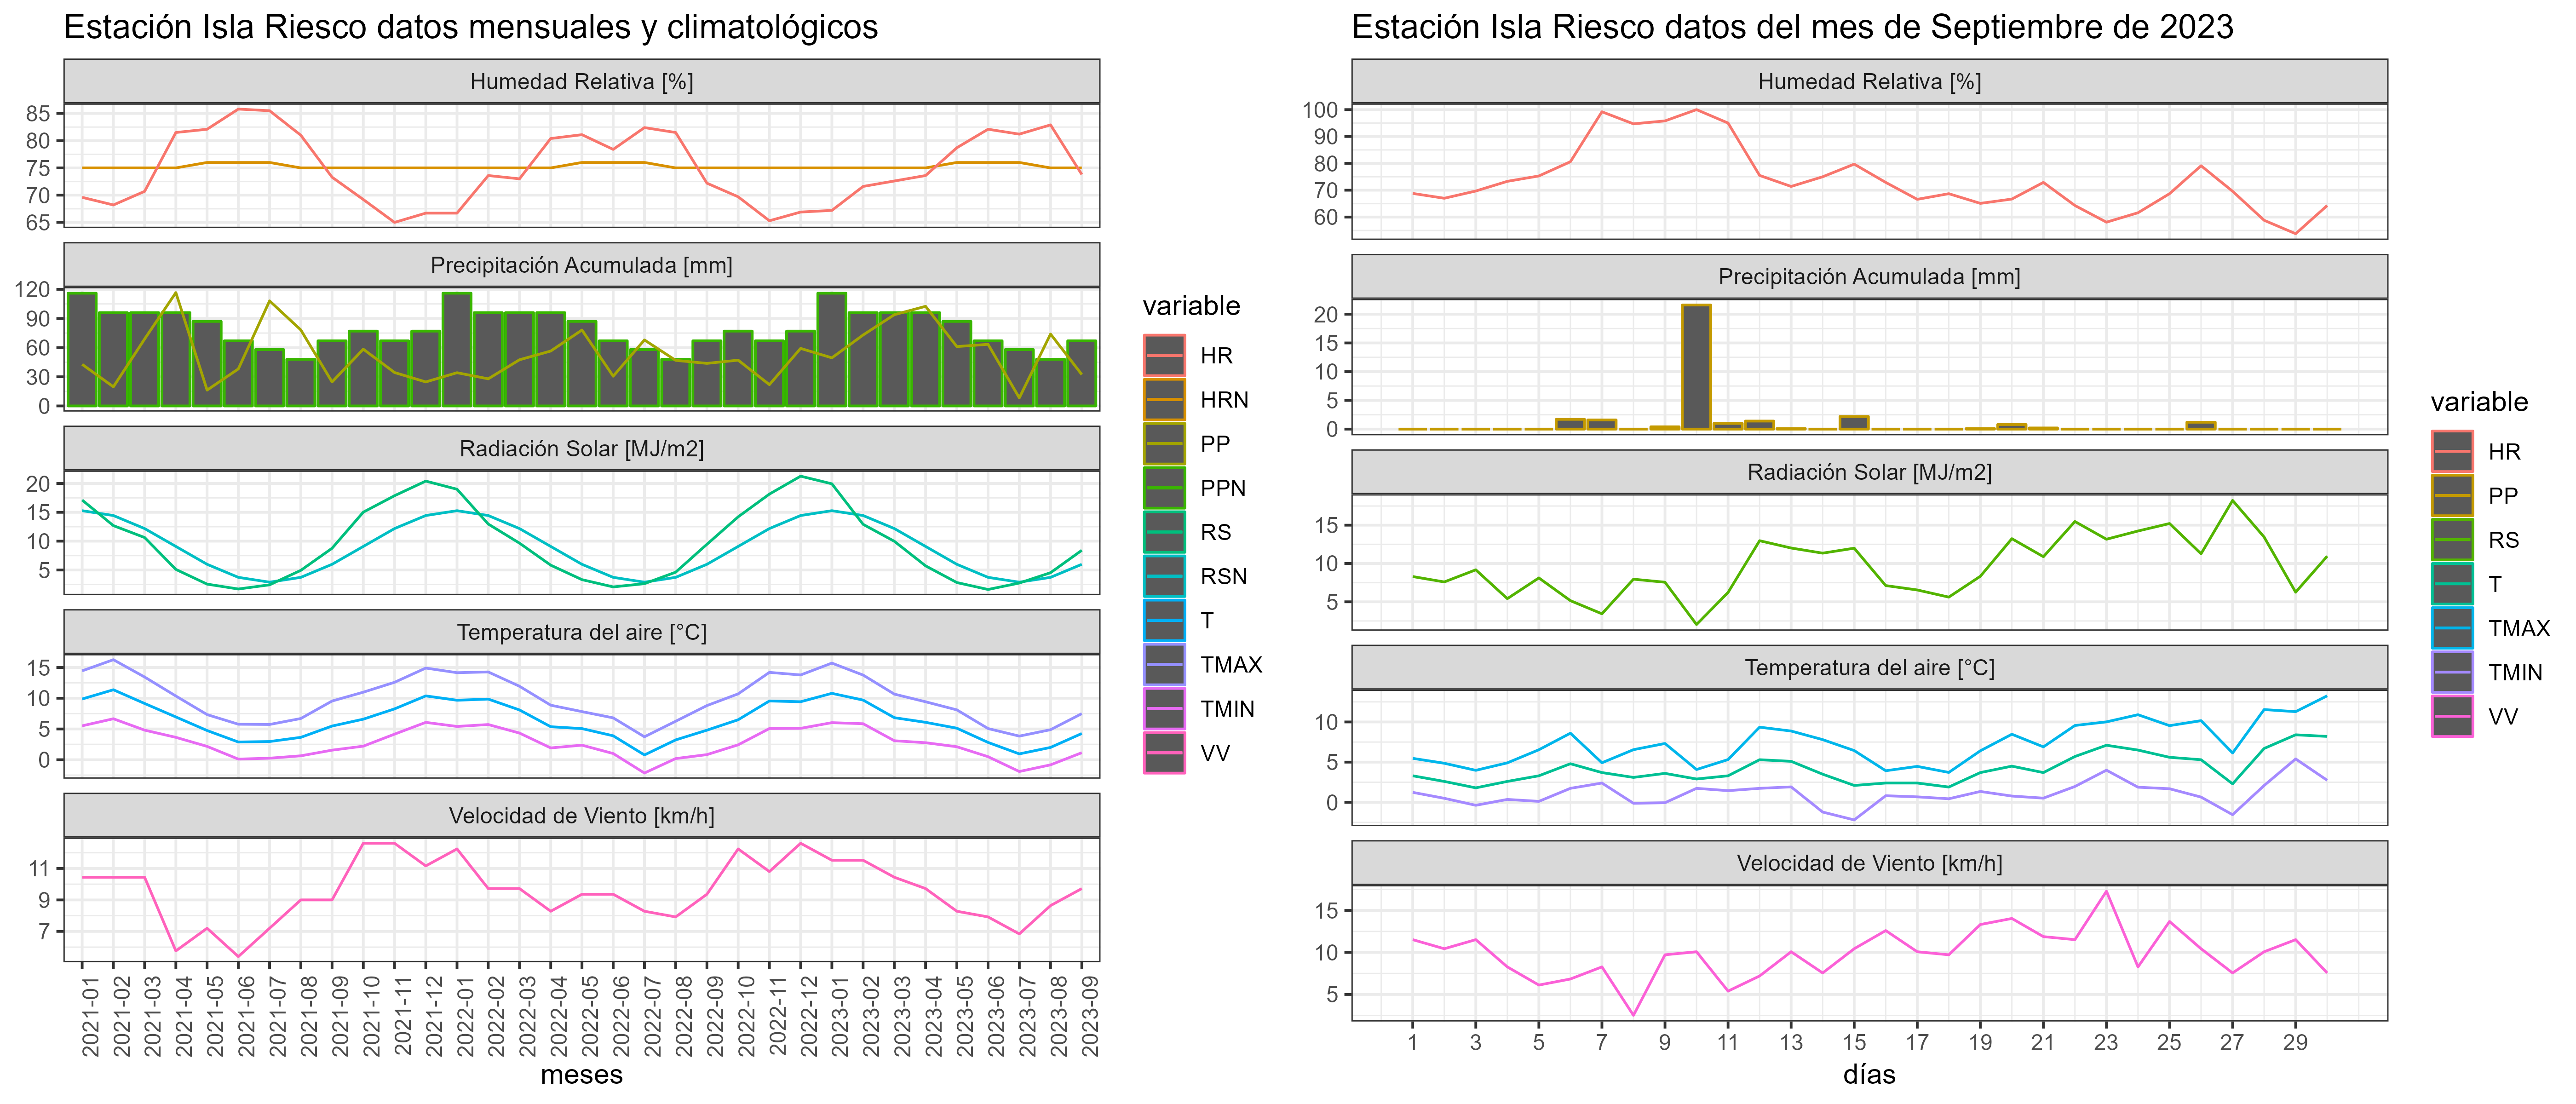 Estación Isla Riesco datos mensuales y climatológicos
Humedad Relativa [%]
85
80
75
70
65
Precipitación Acumulada [mm]
120
90
60
30
0
Radiación Solar [MJ/m2]
20
15
10
5
Temperatura del aire [°C]
15
10
5
0
Velocidad de Viento [km/h]
11
9
7
2021-01
2021-02
2021-03
2021-04
2021-05
2021-06
2021-07
2021-08
2021-09
2021-10
2021-11
2021-12
2022-01
2022-02
2022-03
2022-04
2022-05
2022-06
2022-07
2022-08
2022-09
2022-10
2022-11
2022-12
2023-01
2023-02
2023-03
2023-04
2023-05
2023-06
2023-07
2023-08
2023-09
meses
variable
HR
HRN
PP
PPN
RS
RSN
T
TMAX
TMIN
VV
Estación Isla Riesco datos del mes de Septiembre de 2023
Humedad Relativa [%]
100
90
80
70
60
Precipitación Acumulada [mm]
20
15
10
5
0
Radiación Solar [MJ/m2]
15
10
5
Temperatura del aire [°C]
10
5
0
Velocidad de Viento [km/h]
15
10
5
1 3 5 7 9 11 13 15 17 19 21 23 25 27 29
días
variable
HR
PP
RS
T
TMAX
TMIN
VV